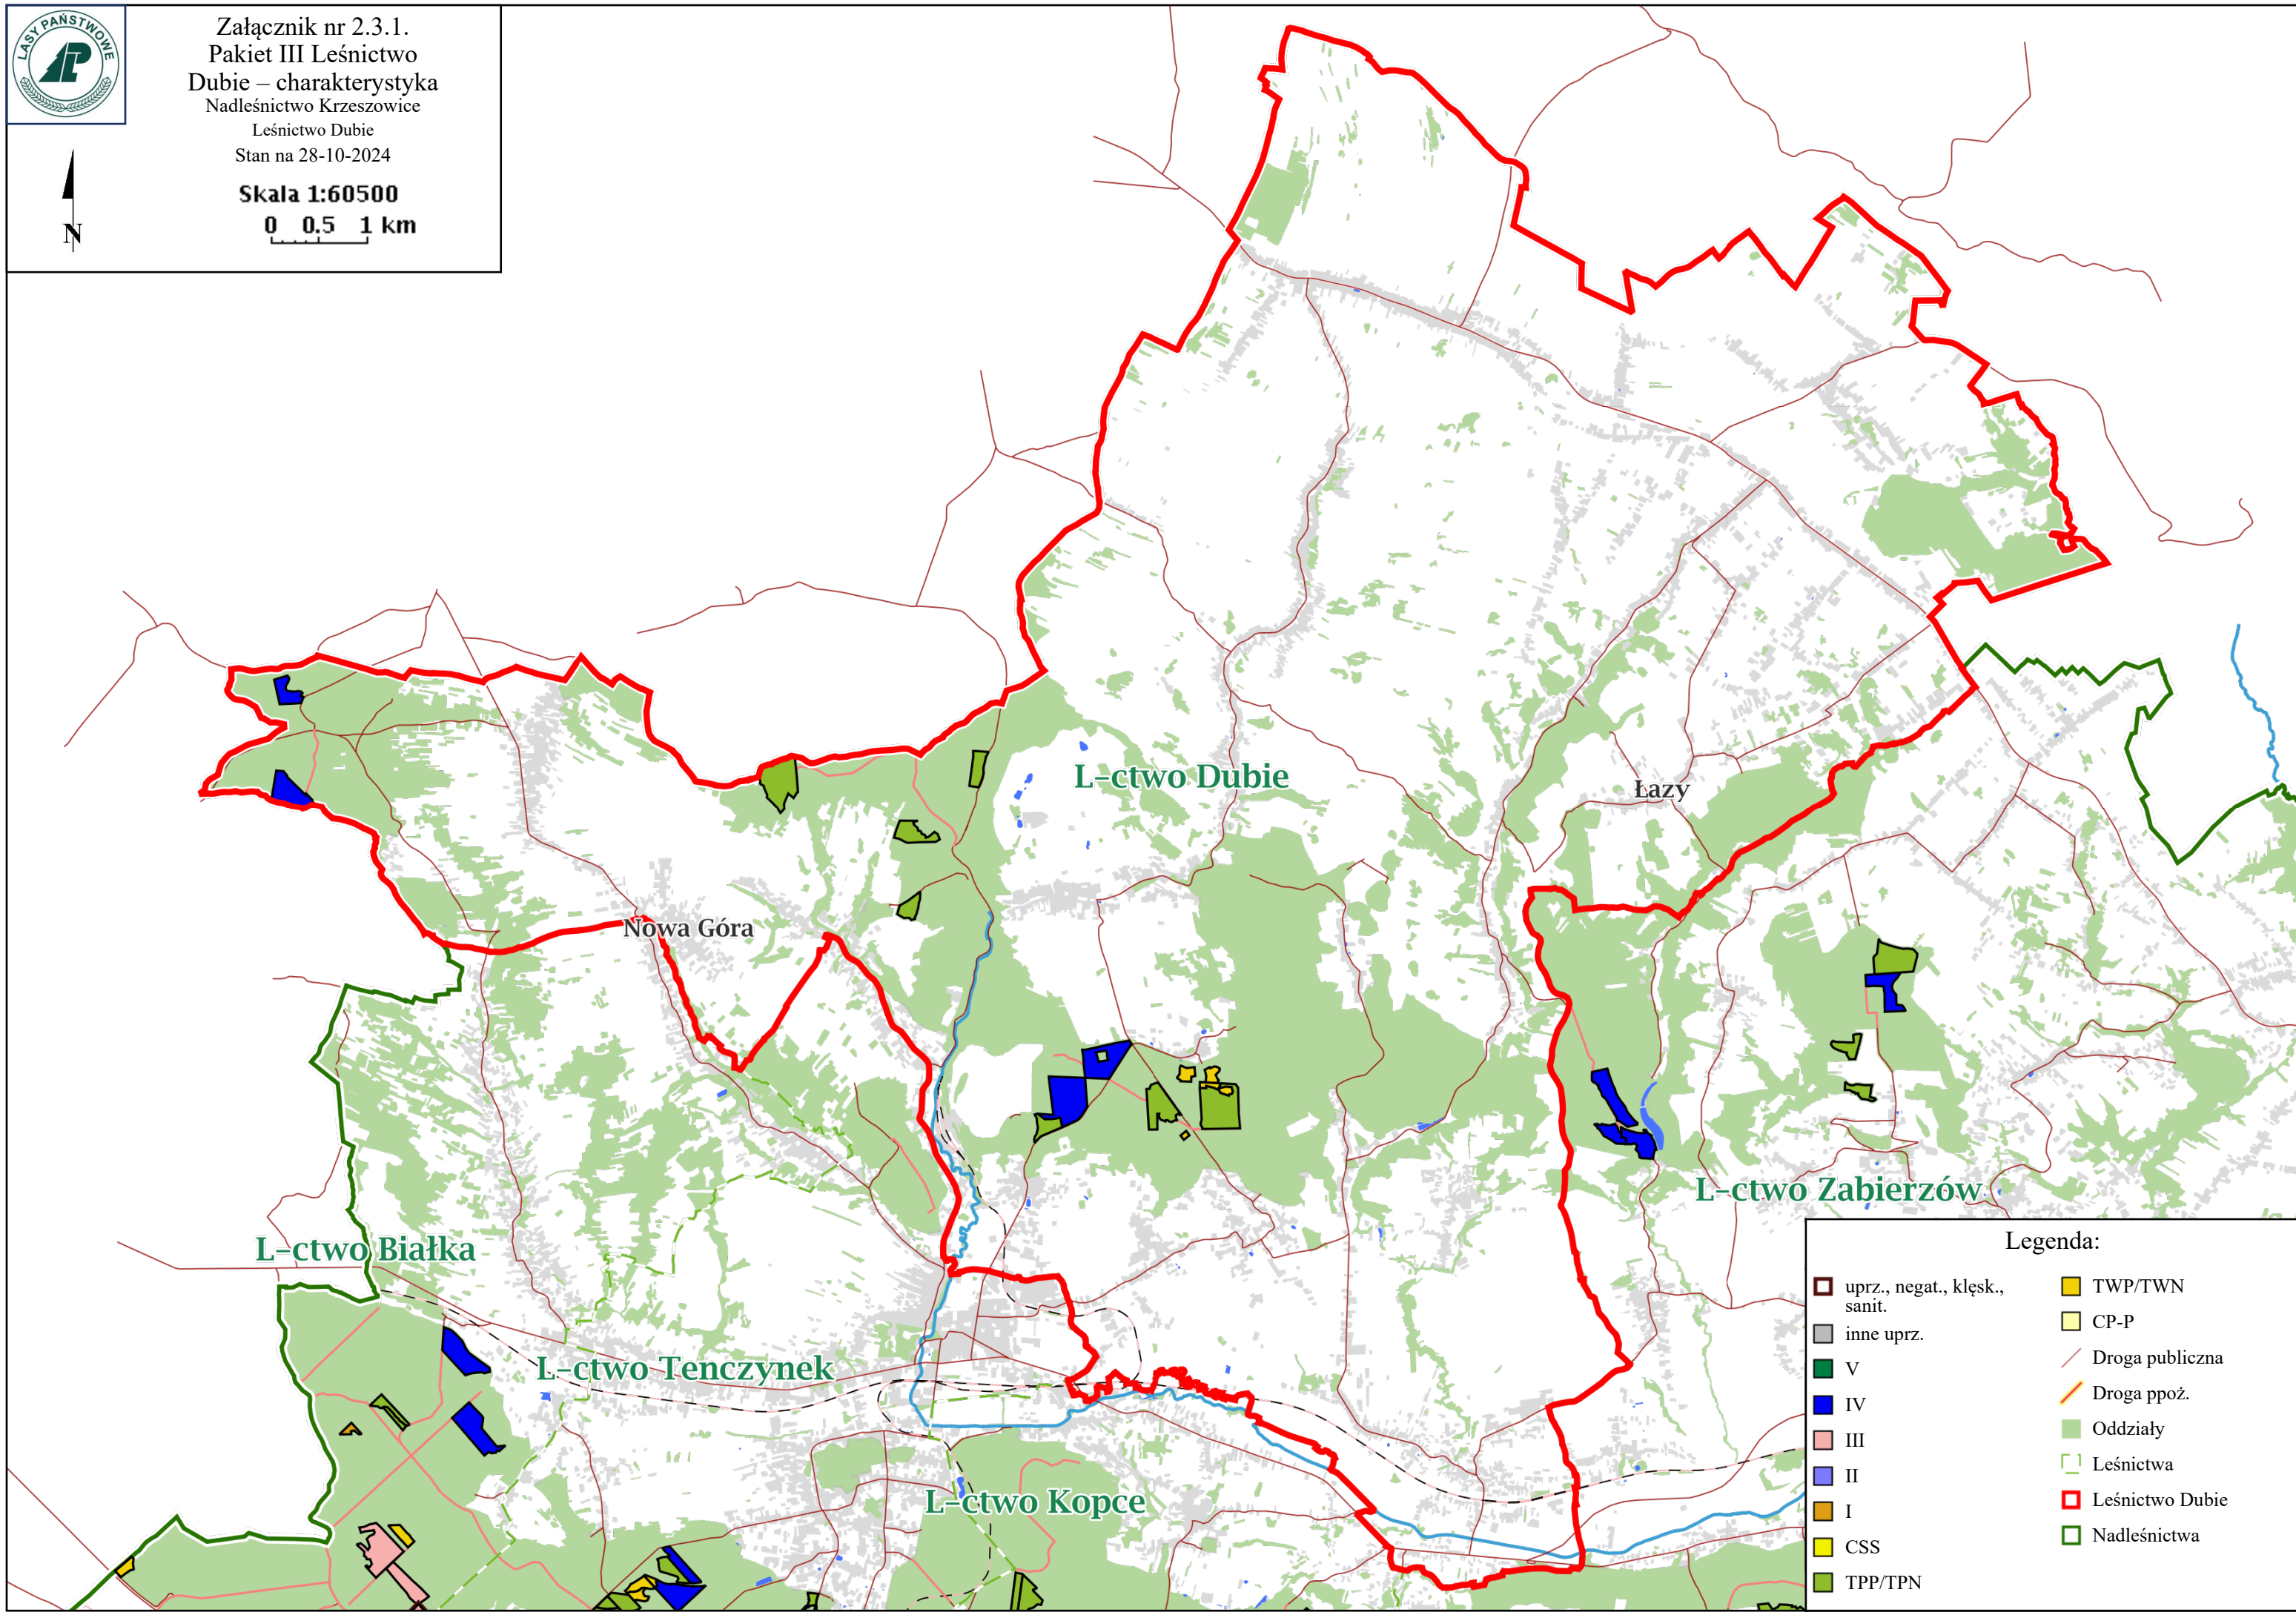 LASY PAŃSTWOWE
LP
Załącznik nr 2.3.1.
Pakiet III Leśnictwo
Dubie – charakterystyka
Nadleśnictwo Krzeszowice
Leśnictwo Dubie
Stan na 28-10-2024
Skala 1:60500
0 0.5 1 km
N
L-ctwo Dubie
Łazy
Nowa Góra
L-ctwo Zabierzów
L-ctwo Białka
L-ctwo Tenczynek
L-ctwo Kopce
Legenda:
uprz., negat., klęsk.,
sanit.
inne uprz.
V
IV
III
II
I
CSS
TPP/TPN
TWP/TWN
CP-P
Droga publiczna
Droga ppoż.
Oddziały
Leśnictwa
Leśnictwo Dubie
Nadleśnictwa